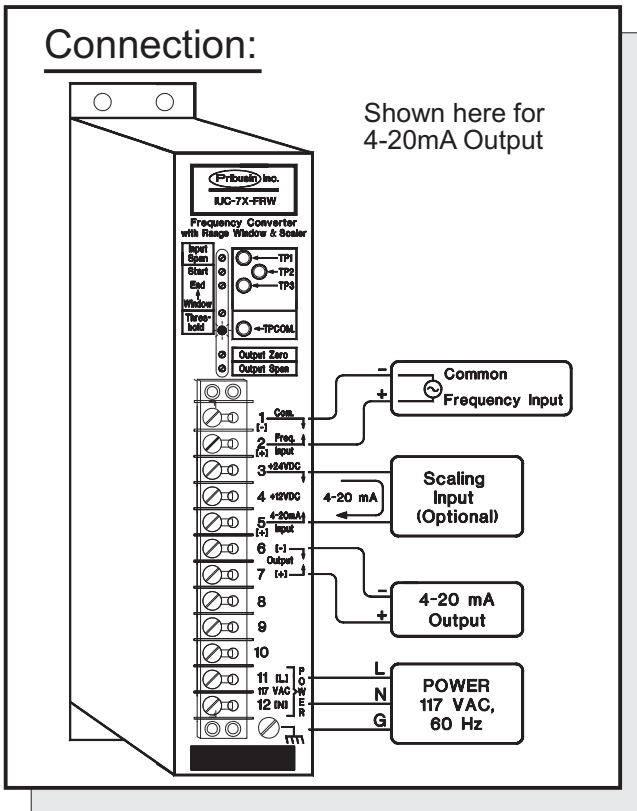 Connection:
Shown here for
4-20mA Output
Pribusin Inc.
IUC-7X-FRW
Frequency Converter
with Range Window & Scaler
Input
Span
Start
End
Window
Thres-
hold
TP1
TP2
TP3
TPCOM.
Output Zero
Output Span
1 Com.
[-]
2 Freq.
[+] Input
3 +24VDC
4 +12VDC
5 4-20mA
[+] Input
6 [-]
Output
7 [+]
8
9
10
11 [L]
117 VAC
12 [N]
POWER
- Common
+ Frequency Input
4-20 mA
Scaling
Input
(Optional)
- 4-20 mA
+ Output
L
N
G
POWER
117 VAC,
60 Hz